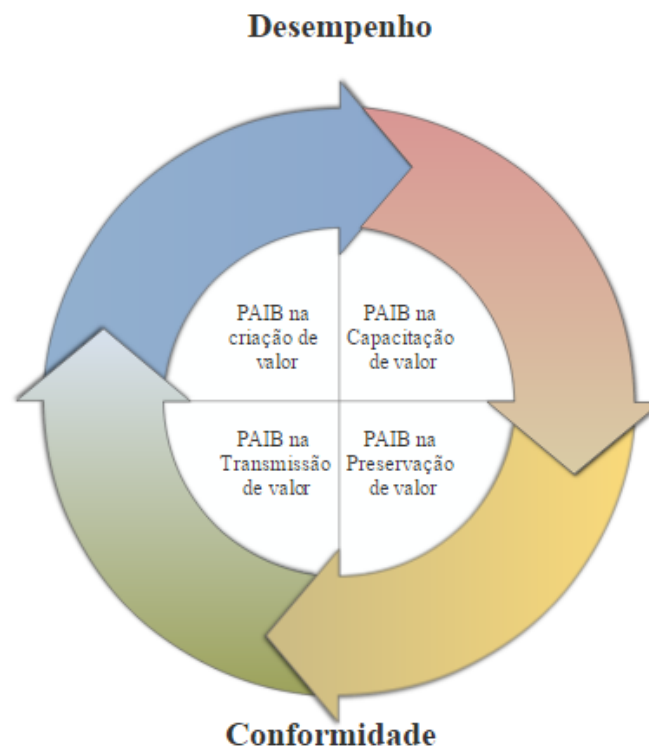 Desempenho
PAIB na
criação de
valor
PAIB na
Capacitação
de valor
PAIB na
Transmissão
de valor
PAIB na
Preservação
de valor
Conformidade